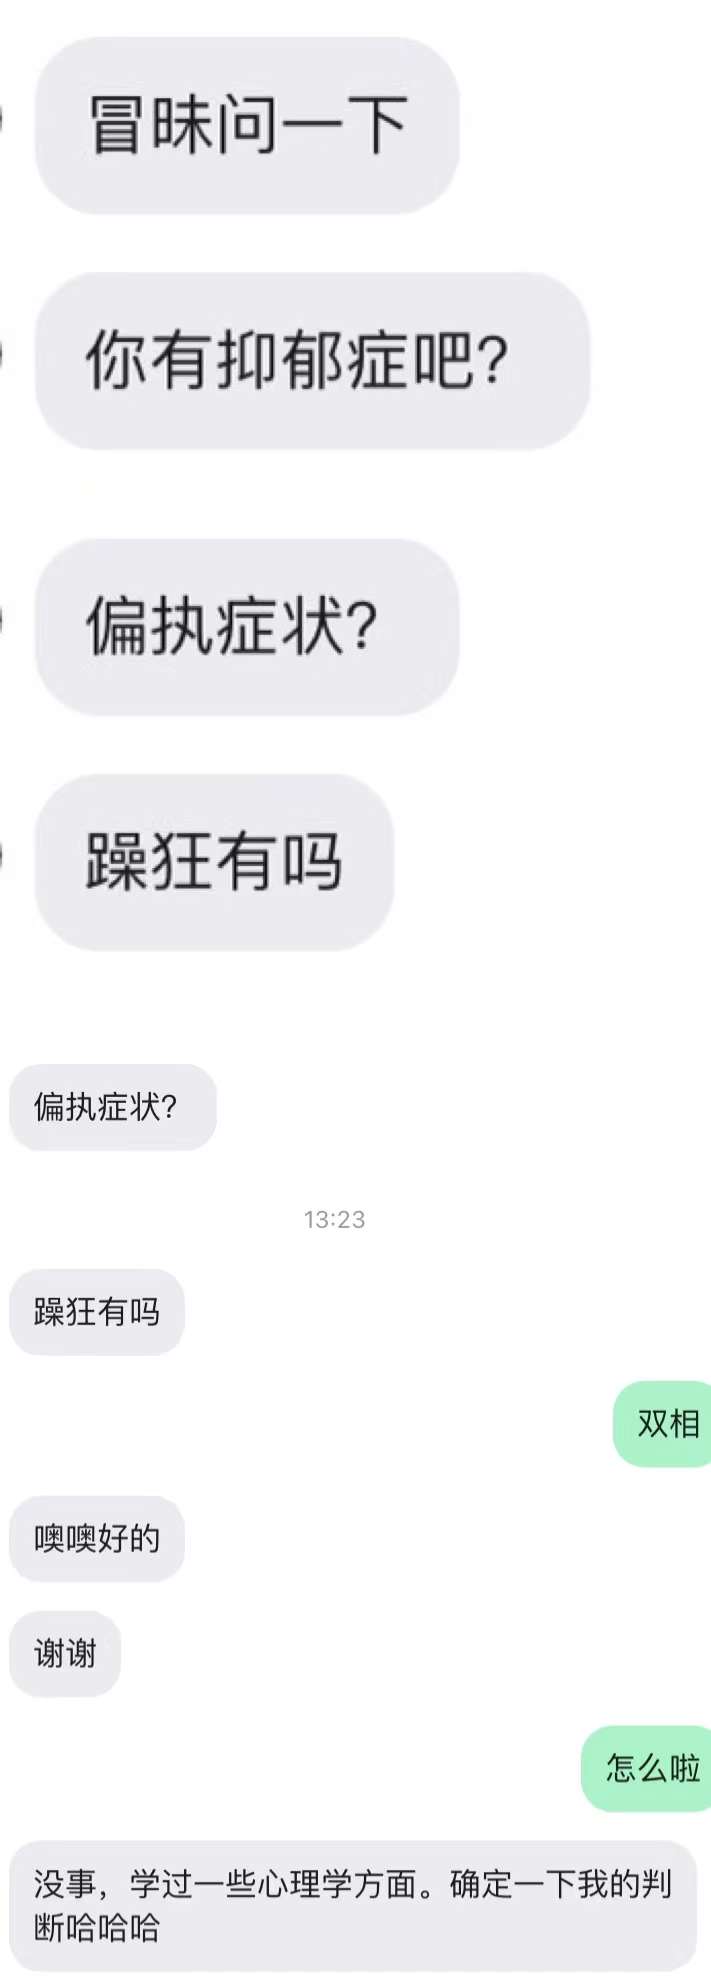 冒昧问一下
你有抑郁症吧?
偏执症状?
躁狂有吗
偏执症状?
13:23
躁狂有吗
双相
噢噢好的
谢谢
怎么啦
没事，学过一些心理学方面。确定一下我的判
断哈哈哈